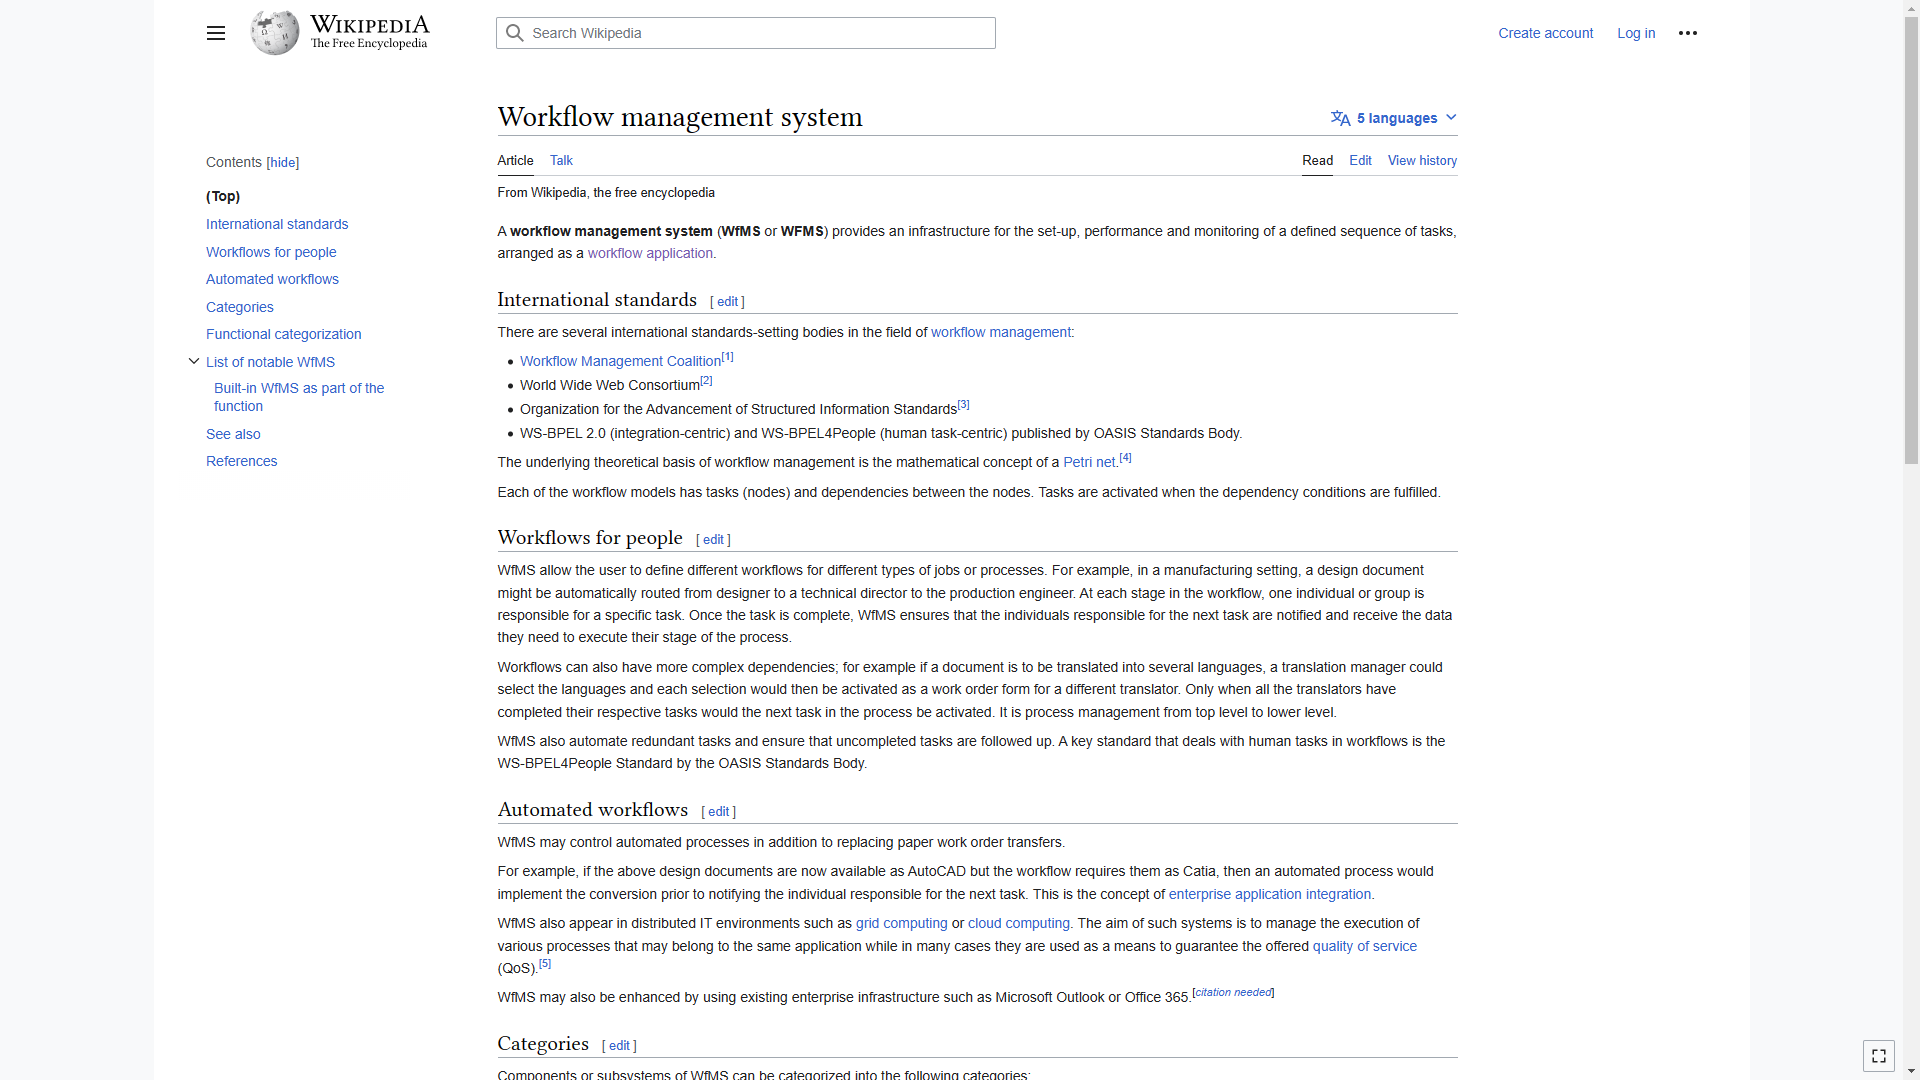 WIKIPEDIA
The Free Encyclopedia
Search Wikipedia
Create account
Log in
Workflow management system
5 languages
Contents [hide]
(Top)
International standards
Workflows for people
Automated workflows
Categories
Functional categorization
List of notable WfMS
Built-in WfMS as part of the
function
See also
References
Article
Talk
Read
Edit
View history
From Wikipedia, the free encyclopedia
A workflow management system (WfMS or WFMS) provides an infrastructure for the set-up, performance and monitoring of a defined sequence of tasks,
arranged as a workflow application.
International standards [ edit ]
There are several international standards-setting bodies in the field of workflow management:
• Workflow Management Coalition[1]
• World Wide Web Consortium[2]
• Organization for the Advancement of Structured Information Standards[3]
• WS-BPEL 2.0 (integration-centric) and WS-BPEL4People (human task-centric) published by OASIS Standards Body.
The underlying theoretical basis of workflow management is the mathematical concept of a Petri net.[4]
Each of the workflow models has tasks (nodes) and dependencies between the nodes. Tasks are activated when the dependency conditions are fulfilled.
Workflows for people [ edit ]
WfMS allow the user to define different workflows for different types of jobs or processes. For example, in a manufacturing setting, a design document
might be automatically routed from designer to a technical director to the production engineer. At each stage in the workflow, one individual or group is
responsible for a specific task. Once the task is complete, WfMS ensures that the individuals responsible for the next task are notified and receive the data
they need to execute their stage of the process.
Workflows can also have more complex dependencies; for example if a document is to be translated into several languages, a translation manager could
select the languages and each selection would then be activated as a work order form for a different translator. Only when all the translators have
completed their respective tasks would the next task in the process be activated. It is process management from top level to lower level.
WfMS also automate redundant tasks and ensure that uncompleted tasks are followed up. A key standard that deals with human tasks in workflows is the
WS-BPEL4People Standard by the OASIS Standards Body.
Automated workflows [ edit ]
WfMS may control automated processes in addition to replacing paper work order transfers.
For example, if the above design documents are now available as AutoCAD but the workflow requires them as Catia, then an automated process would
implement the conversion prior to notifying the individual responsible for the next task. This is the concept of enterprise application integration.
WfMS also appear in distributed IT environments such as grid computing or cloud computing. The aim of such systems is to manage the execution of
various processes that may belong to the same application while in many cases they are used as a means to guarantee the offered quality of service
(QoS).[5]
WfMS may also be enhanced by using existing enterprise infrastructure such as Microsoft Outlook or Office 365.[citation needed]
Categories [ edit ]
Components or subsystems of WfMS can be categorized into the following categories: